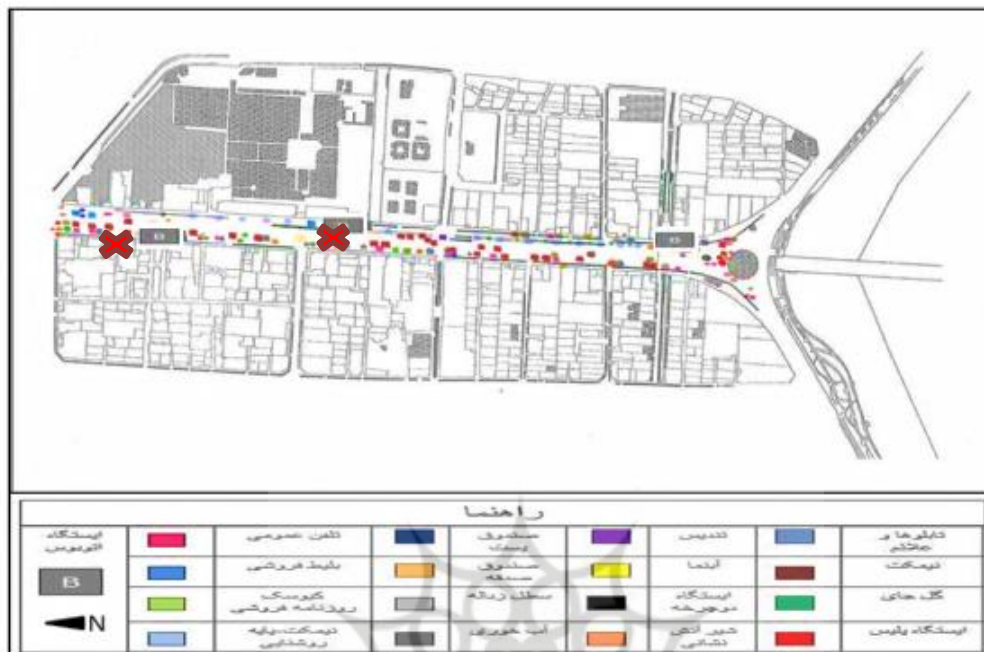 B
B
B
راهنما
تابلوها و علائم
تندیس
صندوق پست
تلفن عمومی
ایستگاه اتوبوس
نیمکت
آبنما
صندوق صدقه
بلیط فروشی
B
گل جای
ایستگاه دوچرخه
سطل زباله
کیوسک روزنامه فروشی
N
ایستگاه پلیس
شیر آتش نشانی
آب خوری
نیمکت-پایه روشنایی